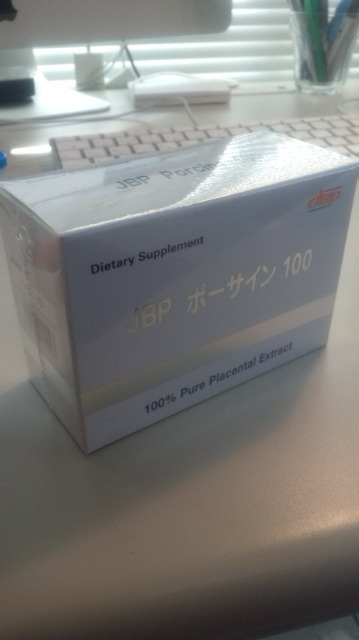 JBP Porcine
Dietary Supplement
JBP ポーサイン 100
100% Pure Placental Extract